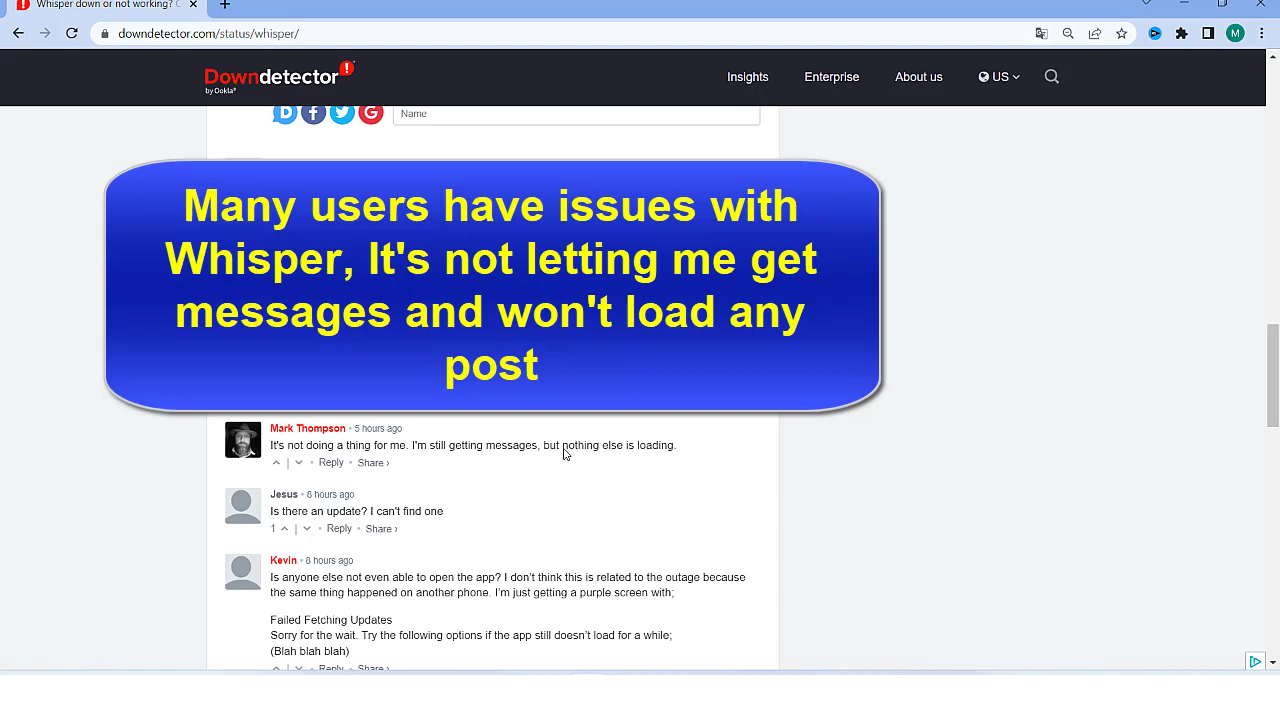 Whisper down or not working? C
downdetector.com/status/whisper/
M
Downdetector
by Ookla
Insights
Enterprise
About us
US
Name
Many users have issues with
Whisper, It's not letting me get
messages and won't load any
post
Mark Thompson • 5 hours ago
It's not doing a thing for me. I'm still getting messages, but nothing else is loading.
Reply • Share ›
Jesus • 8 hours ago
Is there an update? I can't find one
1 • Reply • Share ›
Kevin • 8 hours ago
Is anyone else not even able to open the app? I don't think this is related to the outage because
the same thing happened on another phone. I'm just getting a purple screen with;
Failed Fetching Updates
Sorry for the wait. Try the following options if the app still doesn't load for a while;
(Blah blah blah)
Reply • Share ›